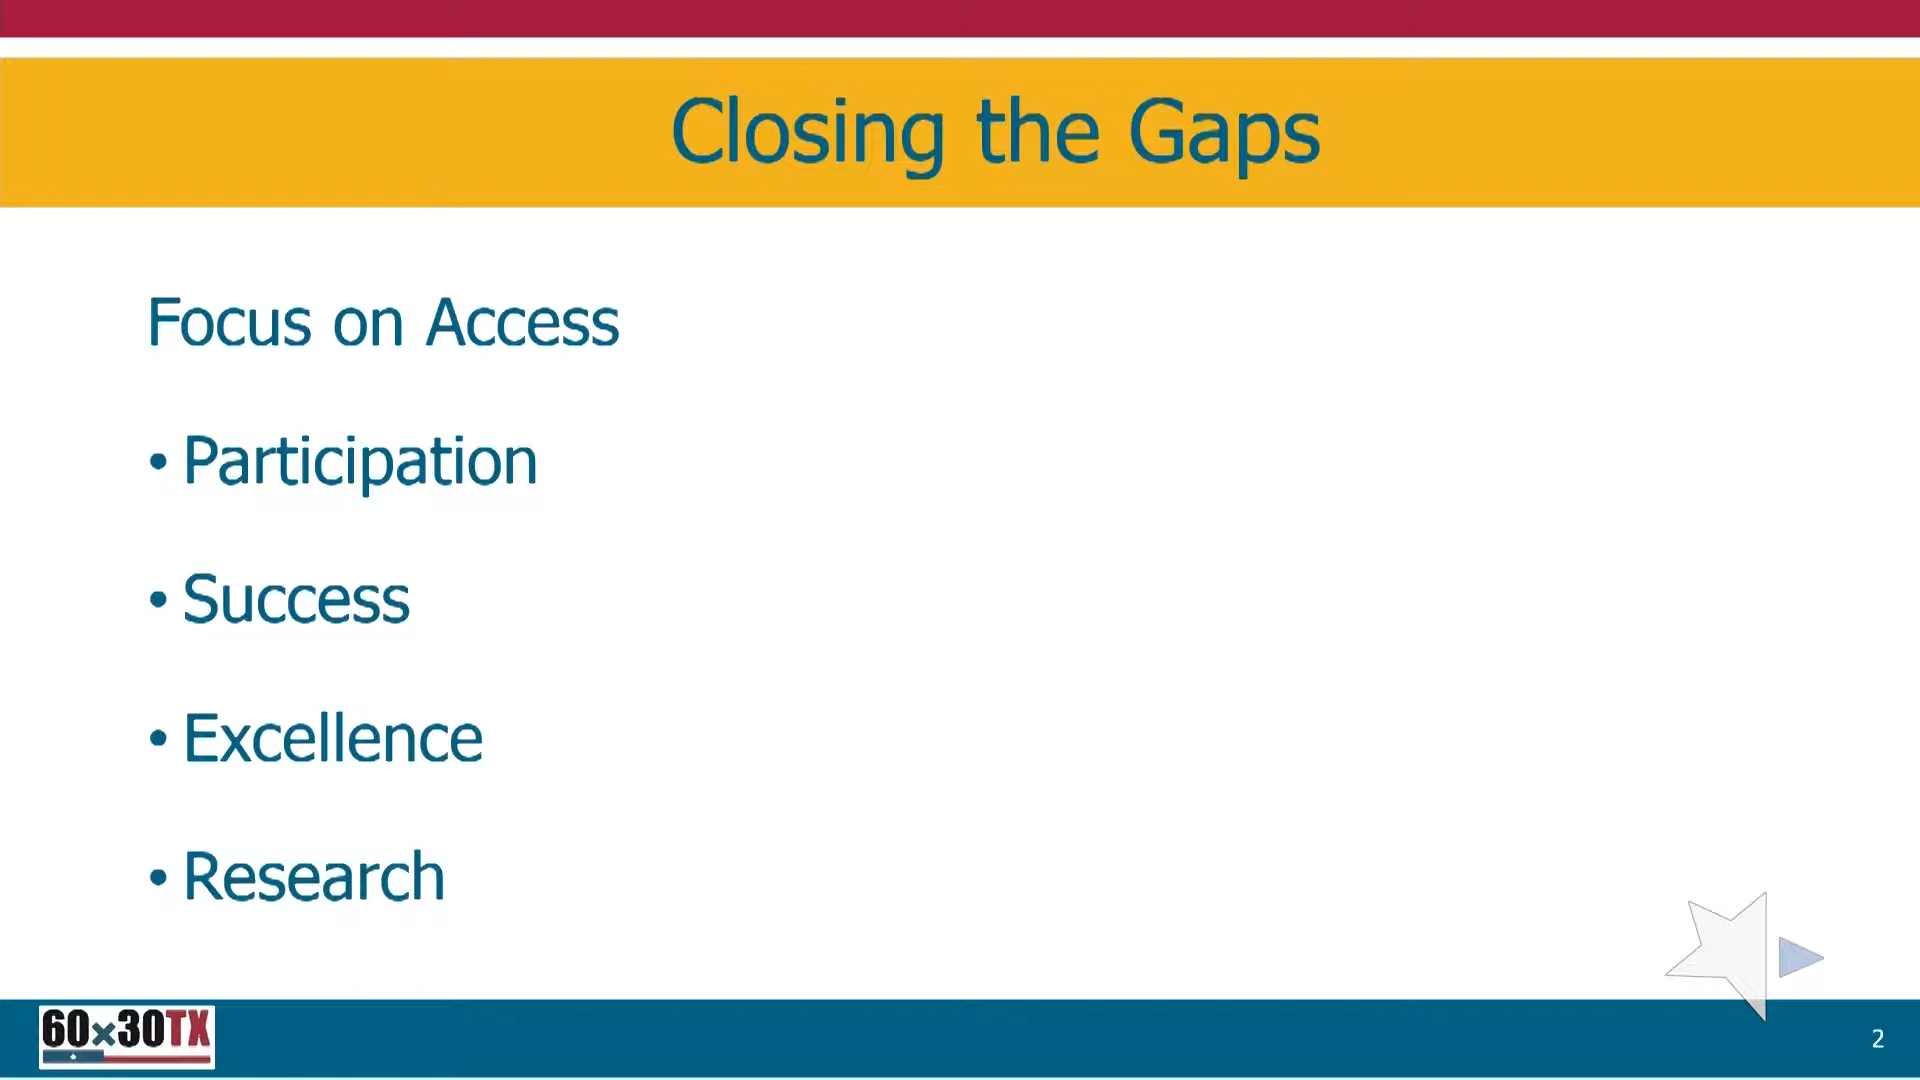 Closing the Gaps
Focus on Access
• Participation
• Success
• Excellence
• Research
60x30TX
2